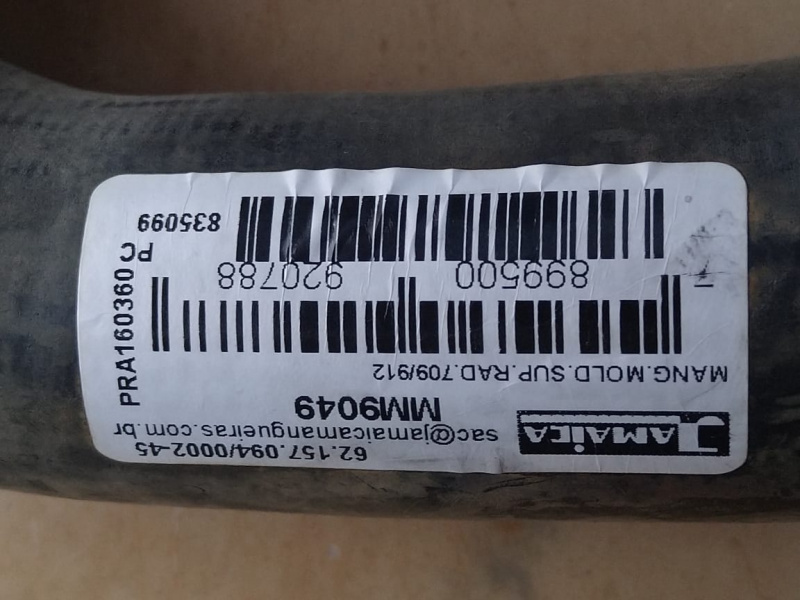 62.157.094/0002-45
JAMAICA
sac@jamaicamangueiras.com.br
MM9049
MANG.MOLD.SUP.RAD.709/912
7 899500 920788
835099
PC
PRA160360